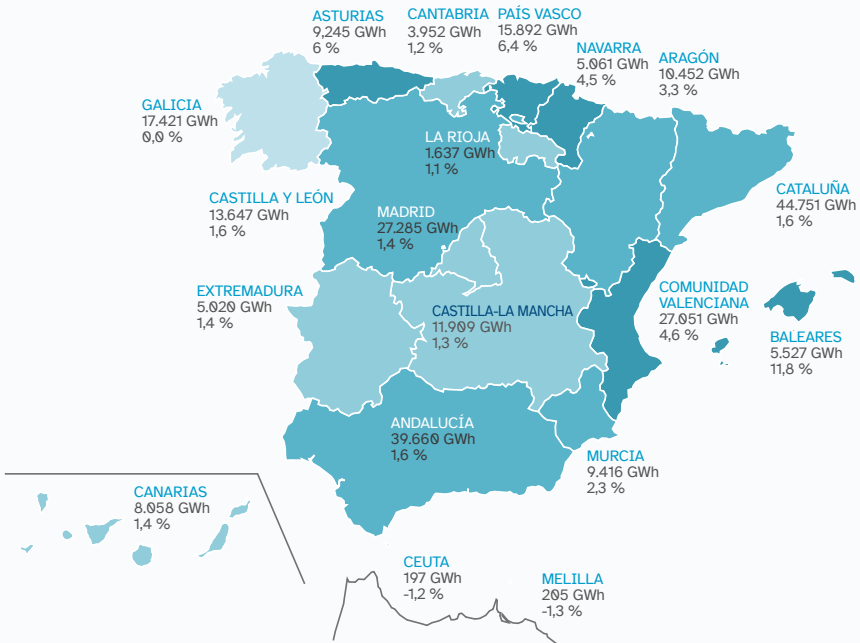 ASTURIAS
9,245 GWh
6 %
CANTABRIA
3.952 GWh
1,2 %
PAÍS VASCO
15.892 GWh
6,4 %
NAVARRA
5.061 GWh
4,5 %
ARAGÓN
10.452 GWh
3,3 %
GALICIA
17.421 GWh
0,0 %
LA RIOJA
1.637 GWh
1,1 %
CASTILLA Y LEÓN
13.647 GWh
1,6 %
MADRID
27.285 GWh
1,4 %
CATALUÑA
44.751 GWh
1,6 %
EXTREMADURA
5.020 GWh
1,4 %
CASTILLA-LA MANCHA
11.909 GWh
1,3 %
COMUNIDAD
VALENCIANA
27.051 GWh
4,6 %
BALEARES
5.527 GWh
11,8 %
ANDALUCÍA
39.660 GWh
1,6 %
MURCIA
9.416 GWh
2,3 %
CANARIAS
8.058 GWh
1,4 %
CEUTA
197 GWh
-1,2 %
MELILLA
205 GWh
-1,3 %